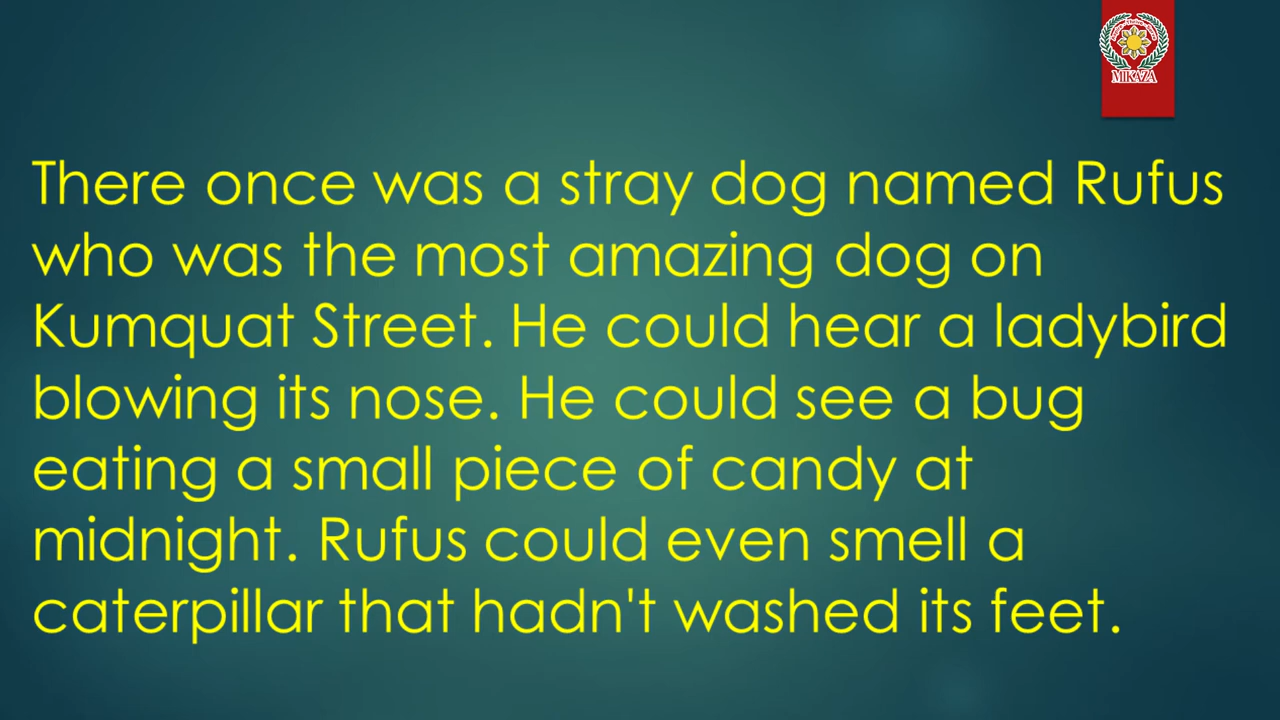 MIKAZA
There once was a stray dog named Rufus
who was the most amazing dog on
Kumquat Street. He could hear a ladybird
blowing its nose. He could see a bug
eating a small piece of candy at
midnight. Rufus could even smell a
caterpillar that hadn't washed its feet.